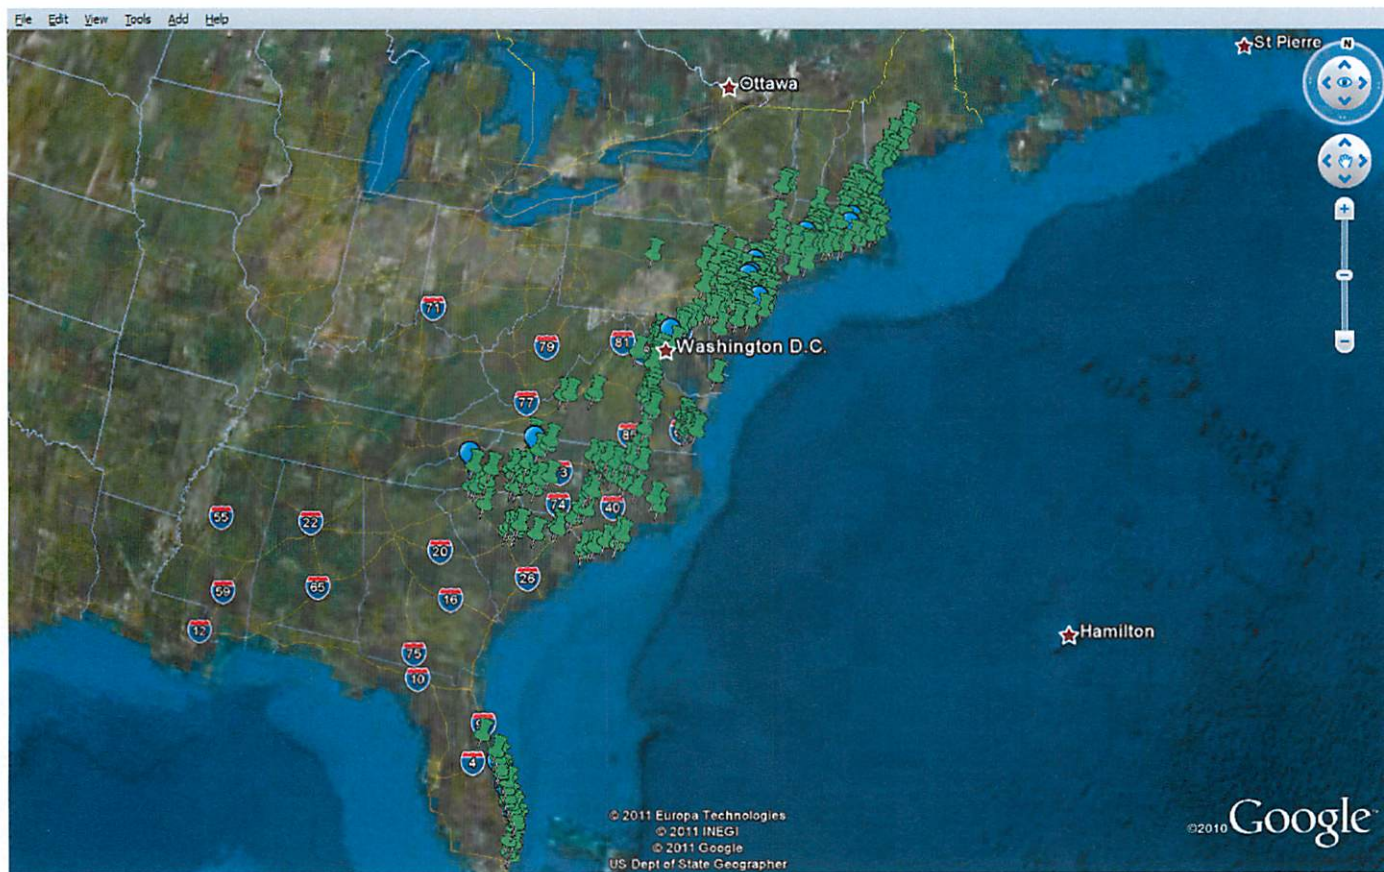 File Edit View Tools Add Help
St Pierre
N
Ottawa
71
79
81
Washington D.C.
77
74
40
55
22
20
59
65
16
26
12
75
10
Hamilton
4
© 2011 Europa Technologies
© 2011 INEGI
© 2011 Google
US Dept of State Geographer
©2010 Google